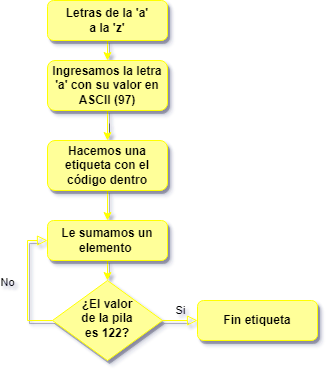 Letras de la 'a'
a la 'z'
Ingresamos la letra
'a' con su valor en
ASCII (97)
Hacemos una
etiqueta con el
código dentro
Le sumamos un
elemento
No
¿El valor
de la pila
es 122?
Si
Fin etiqueta